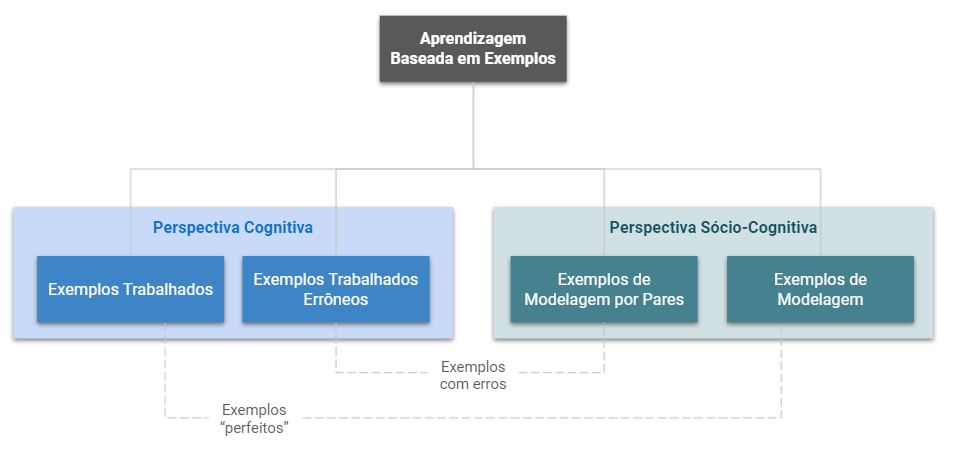 Aprendizagem
Baseada em Exemplos
Perspectiva Cognitiva
Exemplos Trabalhados
Exemplos Trabalhados
Errôneos
Perspectiva Sócio-Cognitiva
Exemplos de
Modelagem por Pares
Exemplos de
Modelagem
Exemplos
com erros
Exemplos
“perfeitos”